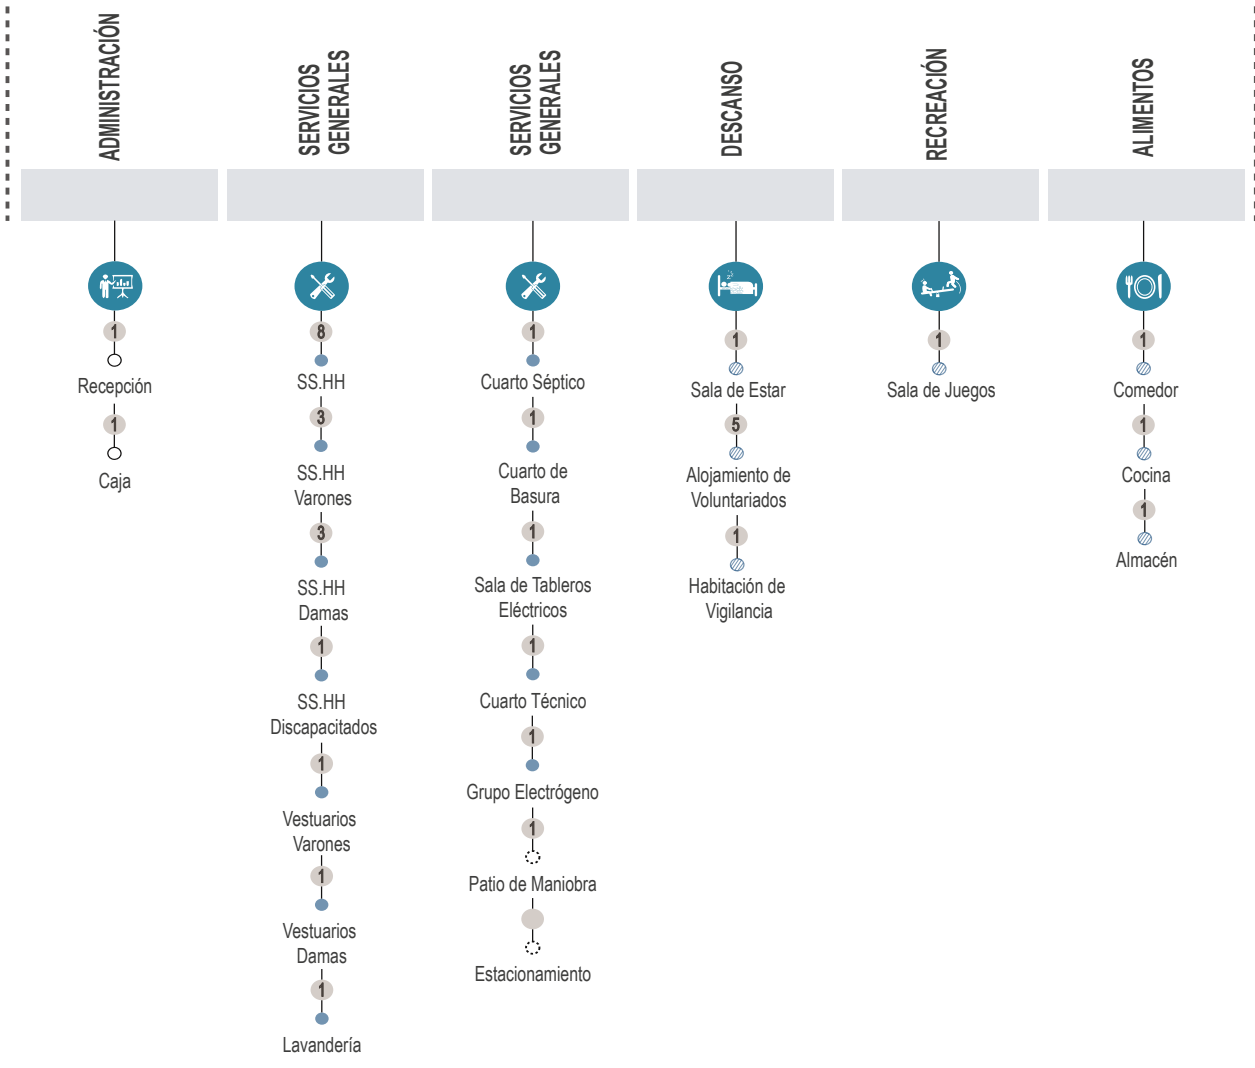 ADMINISTRACIÓN
1
Recepción
1
Caja
SERVICIOS
GENERALES
8
SS.HH
3
SS.HH
Varones
3
SS.HH
Damas
1
SS.HH
Discapacitados
1
Vestuarios
Varones
1
Vestuarios
Damas
1
Lavandería
SERVICIOS
GENERALES
1
Cuarto Séptico
1
Cuarto de
Basura
1
Sala de Tableros
Eléctricos
1
Cuarto Técnico
1
Grupo Electrógeno
1
Patio de Maniobra
Estacionamiento
DESCANSO
1
Sala de Estar
5
Alojamiento de
Voluntariados
1
Habitación de
Vigilancia
RECREACIÓN
1
Sala de Juegos
ALIMENTOS
1
Comedor
1
Cocina
1
Almacén